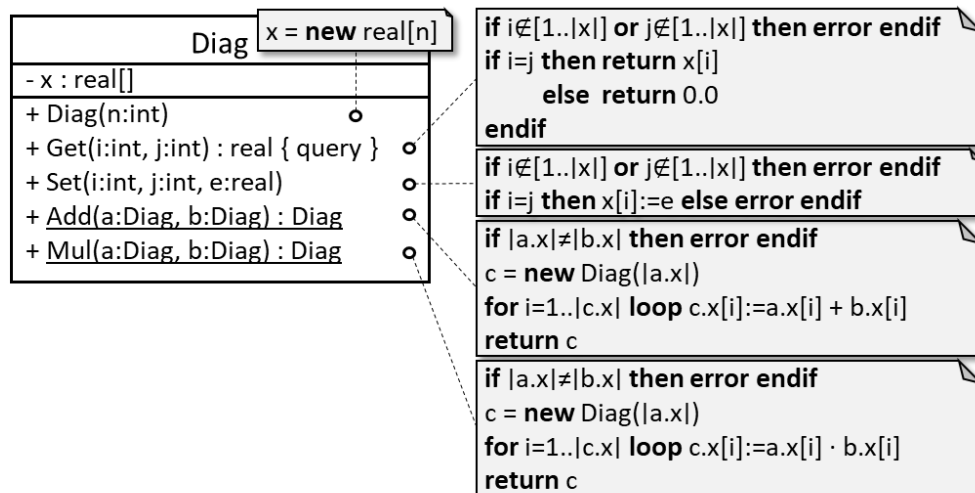 Diag
x = new real[n]
- x : real[]
+ Diag(n:int)
+ Get(i:int, j:int) : real { query }
+ Set(i:int, j:int, e:real)
+ Add(a:Diag, b:Diag) : Diag
+ Mul(a:Diag, b:Diag) : Diag
if i∉[1..|x|] or j∉[1..|x|] then error endif
if i=j then return x[i]
else return 0.0
endif
if i∉[1..|x|] or j∉[1..|x|] then error endif
if i=j then x[i]:=e else error endif
if |a.x|≠|b.x| then error endif
c = new Diag(|a.x|)
for i=1..|c.x| loop c.x[i]:=a.x[i] + b.x[i]
return c
if |a.x|≠|b.x| then error endif
c = new Diag(|a.x|)
for i=1..|c.x| loop c.x[i]:=a.x[i] · b.x[i]
return c